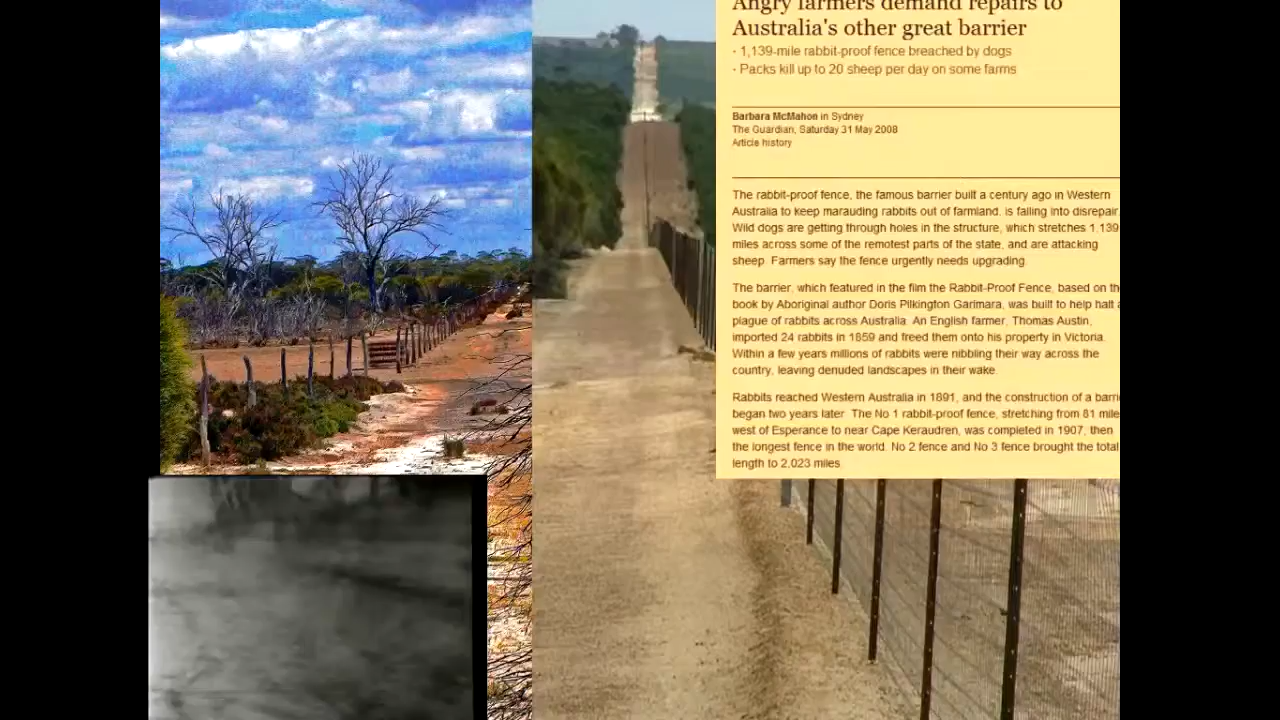 Angry farmers demand repairs to
Australia's other great barrier
· 1,139-mile rabbit-proof fence breached by dogs
· Packs kill up to 20 sheep per day on some farms
Barbara McMahon in Sydney
The Guardian, Saturday 31 May 2008
Article history
The rabbit-proof fence, the famous barrier built a century ago in Western
Australia to keep marauding rabbits out of farmland, is falling into disrepair
Wild dogs are getting through holes in the structure, which stretches 1,139
miles across some of the remotest parts of the state, and are attacking
sheep. Farmers say the fence urgently needs upgrading.
The barrier, which featured in the film the Rabbit-Proof Fence, based on th
book by Aboriginal author Doris Pilkington Garimara, was built to help halt a
plague of rabbits across Australia. An English farmer, Thomas Austin,
imported 24 rabbits in 1859 and freed them onto his property in Victoria.
Within a few years millions of rabbits were nibbling their way across the
country, leaving denuded landscapes in their wake.
Rabbits reached Western Australia in 1891, and the construction of a barri
began two years later. The No 1 rabbit-proof fence, stretching from 81 mile
west of Esperance to near Cape Keraudren, was completed in 1907, then
the longest fence in the world. No 2 fence and No 3 fence brought the total
length to 2,023 miles.